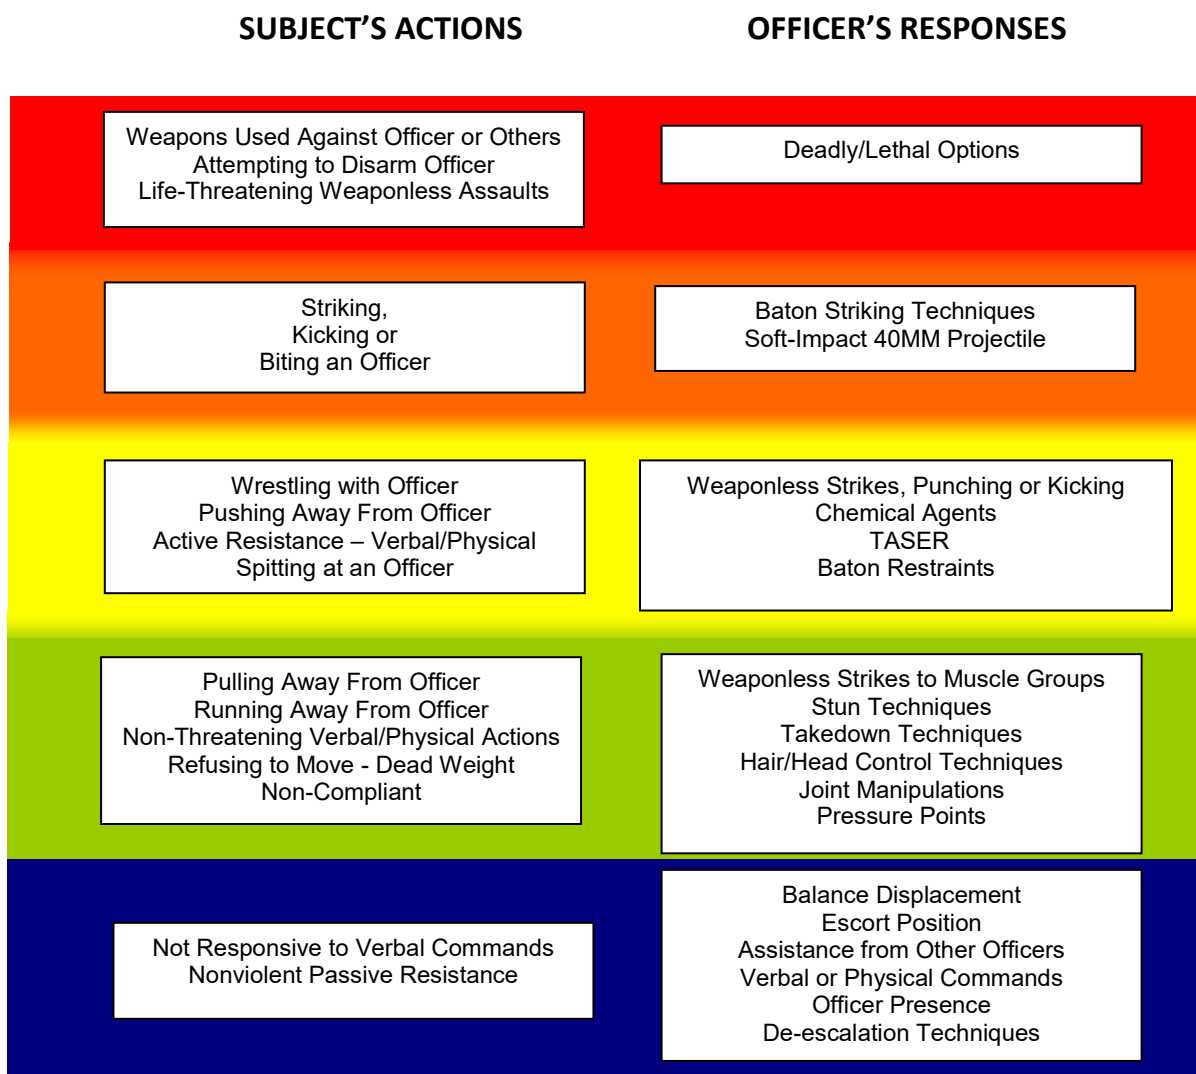 SUBJECT’S ACTIONS
OFFICER’S RESPONSES
Weapons Used Against Officer or Others
Attempting to Disarm Officer
Life-Threatening Weaponless Assaults
Deadly/Lethal Options
Striking,
Kicking or
Biting an Officer
Baton Striking Techniques
Soft-Impact 40MM Projectile
Wrestling with Officer
Pushing Away From Officer
Active Resistance – Verbal/Physical
Spitting at an Officer
Weaponless Strikes, Punching or Kicking
Chemical Agents
TASER
Baton Restraints
Pulling Away From Officer
Running Away From Officer
Non-Threatening Verbal/Physical Actions
Refusing to Move - Dead Weight
Non-Compliant
Weaponless Strikes to Muscle Groups
Stun Techniques
Takedown Techniques
Hair/Head Control Techniques
Joint Manipulations
Pressure Points
Not Responsive to Verbal Commands
Nonviolent Passive Resistance
Balance Displacement
Escort Position
Assistance from Other Officers
Verbal or Physical Commands
Officer Presence
De-escalation Techniques